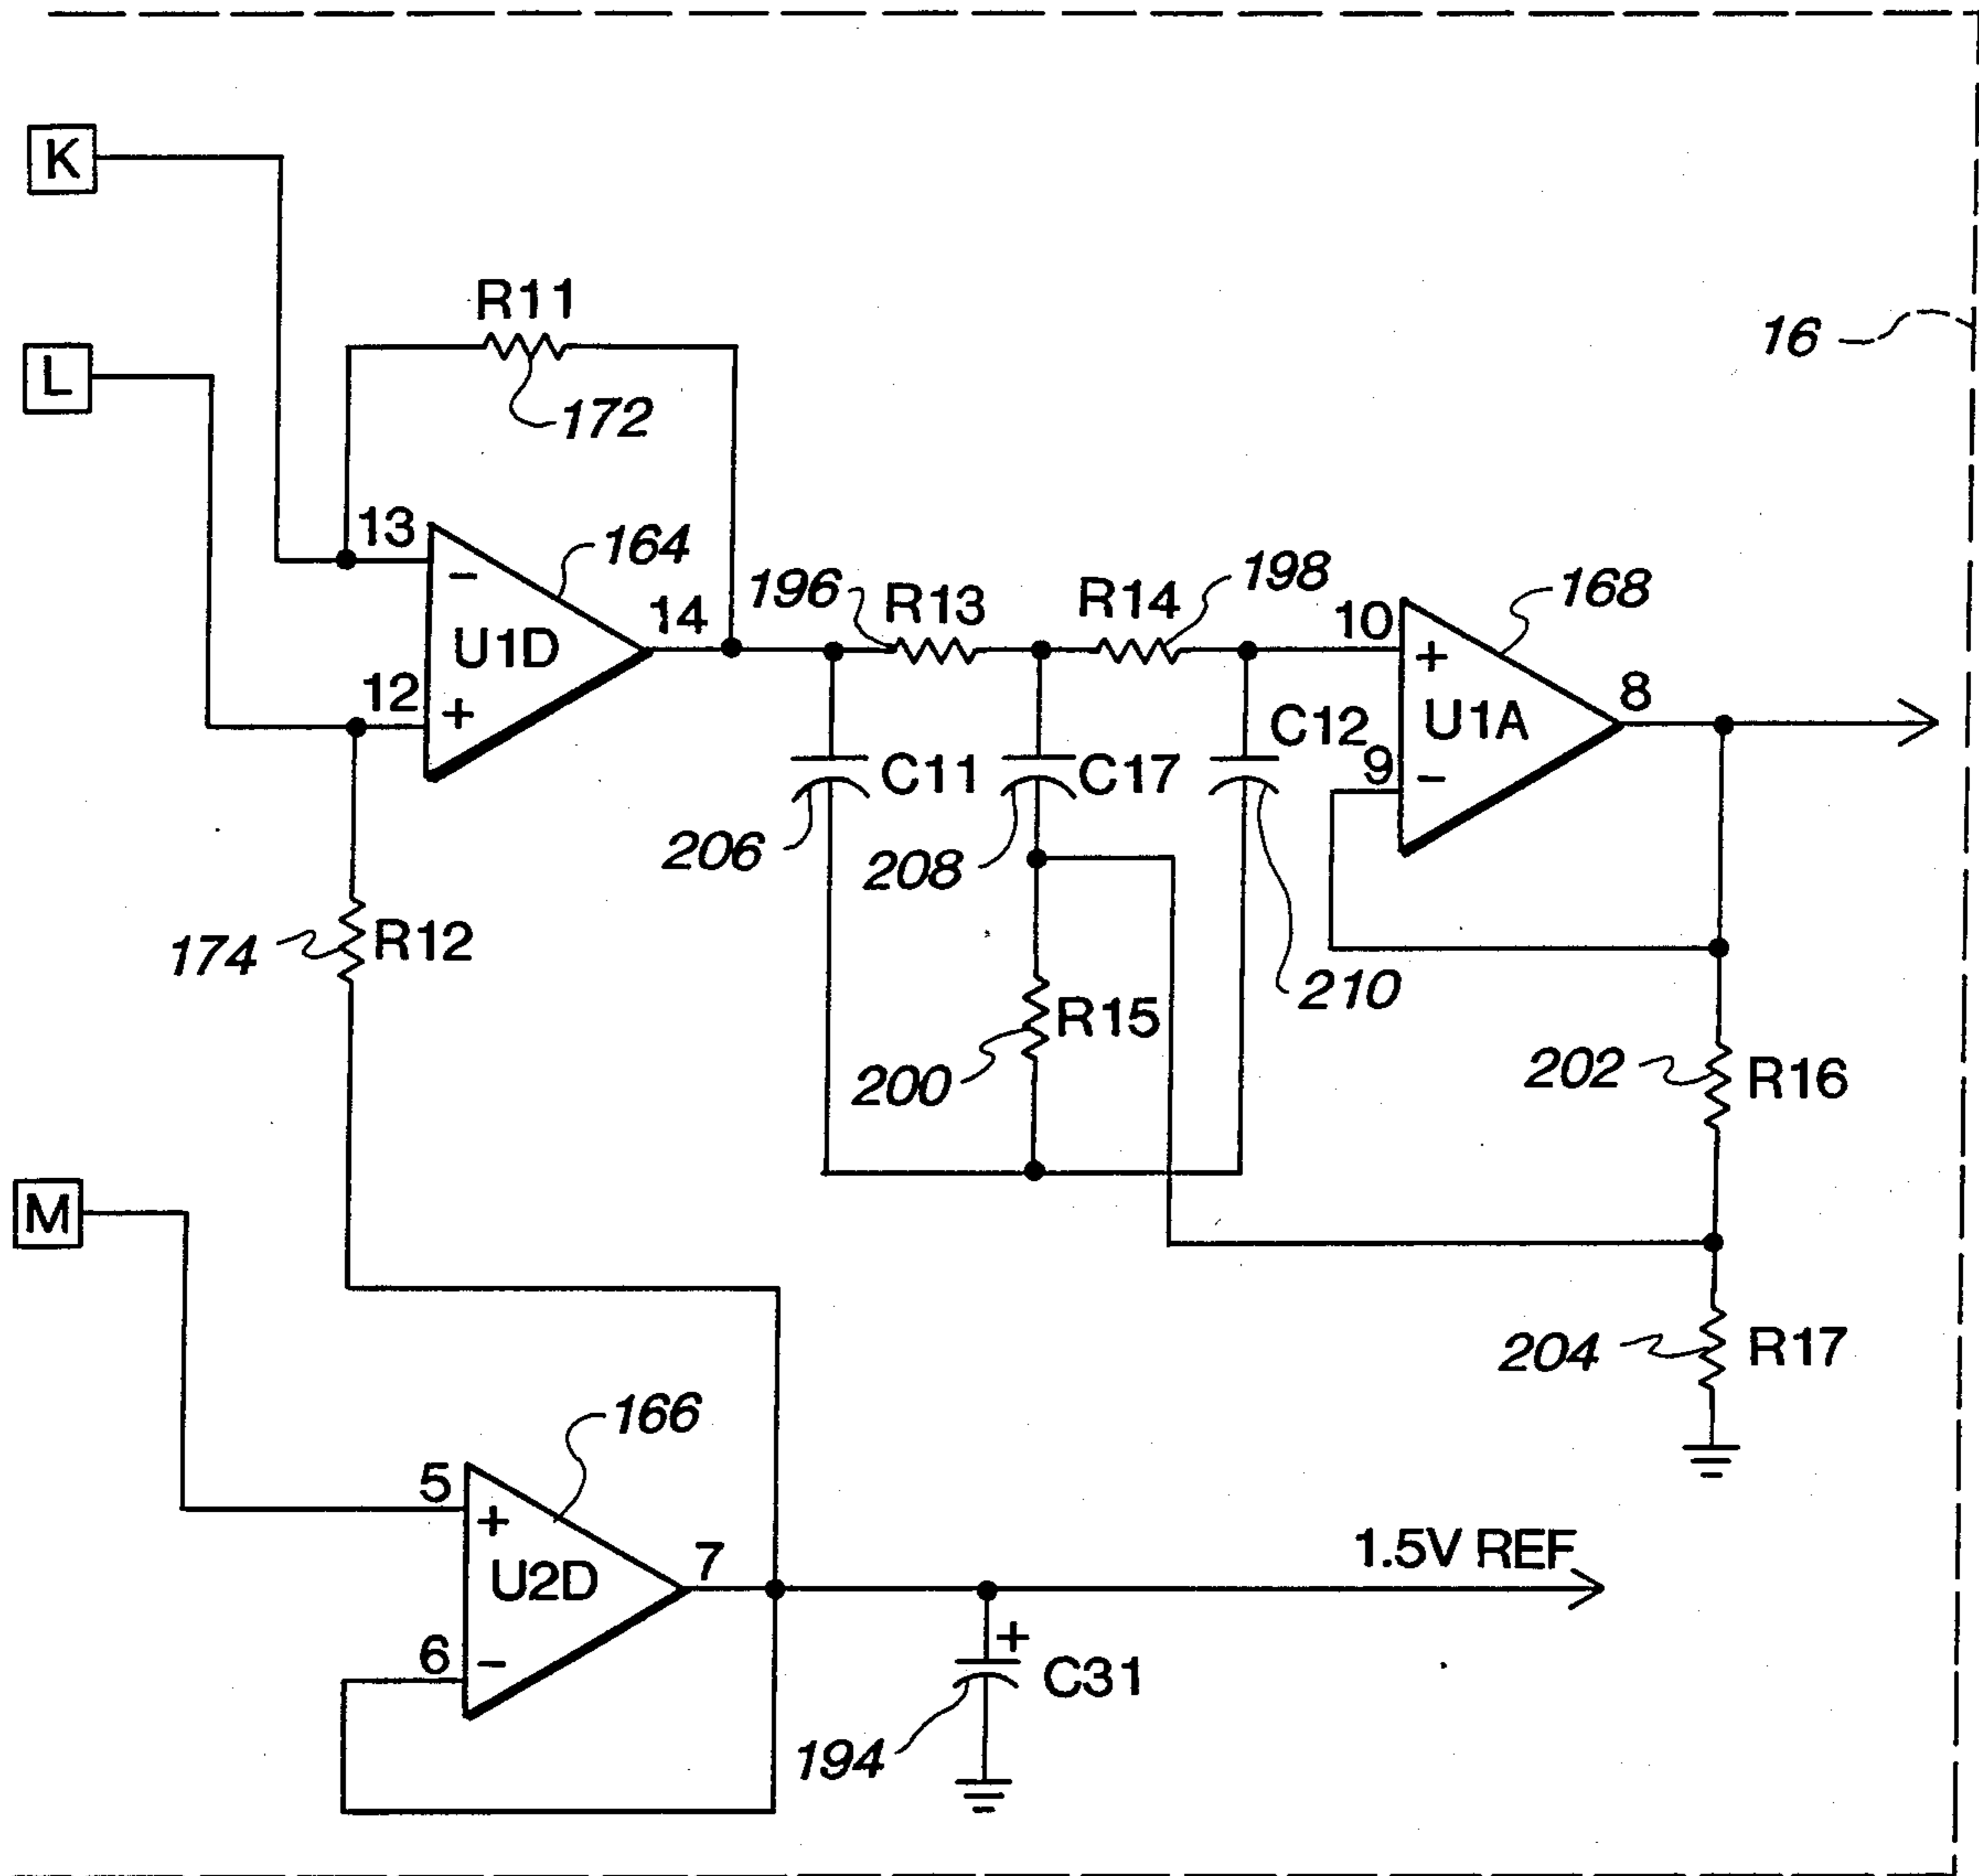 K
L
R11
16
172
13
-
164
196
R13
R14
198
168
14
10
U1D
+
12
+
8
U1A
C12
C11
C17
9
-
206
208
174
R12
210
R15
200
202
R16
M
204
R17
166
5
+
7
1.5V REF
U2D
6
-
+
C31
194